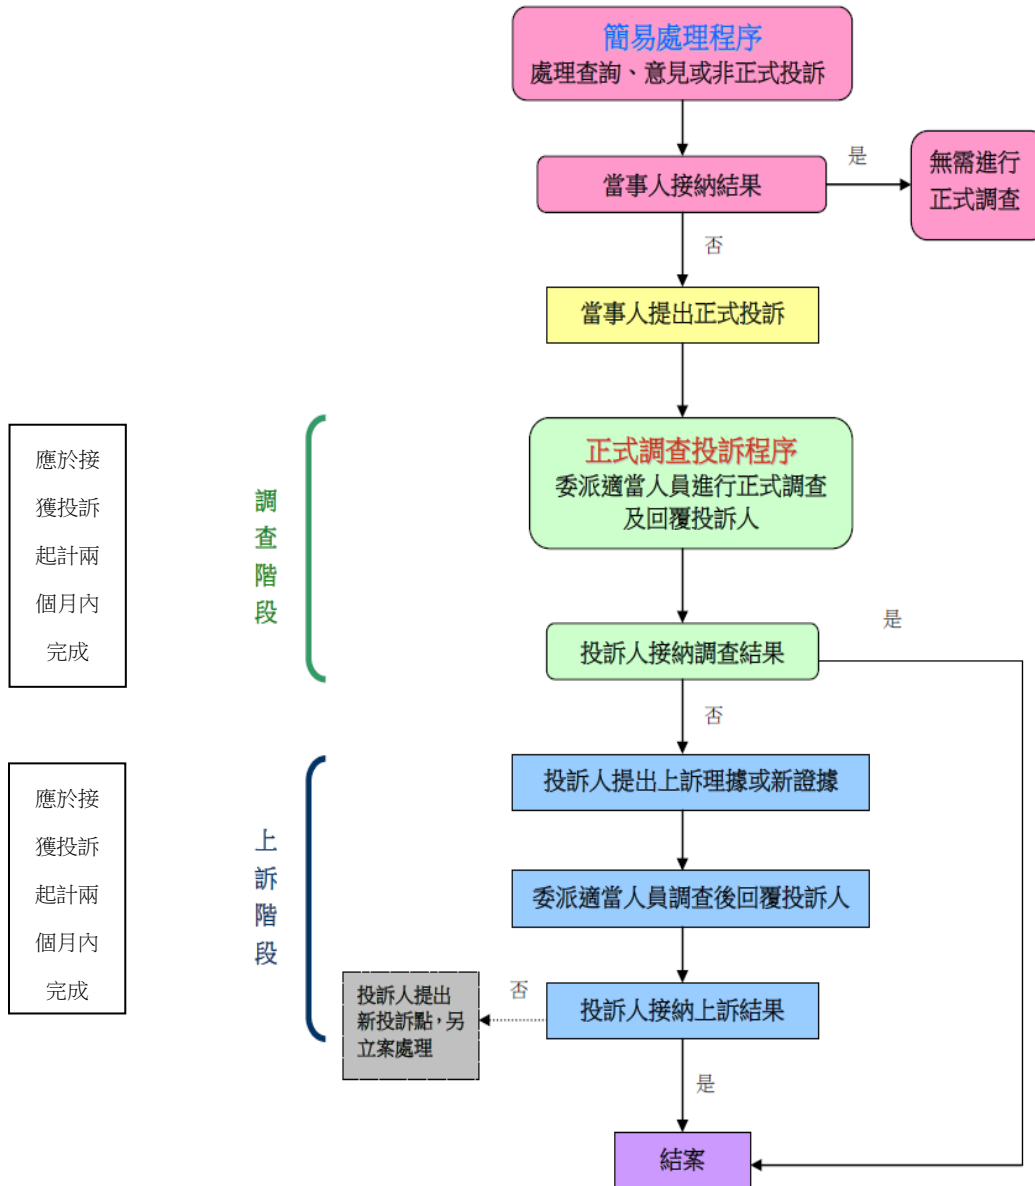 簡易處理程序
處理查詢、意見或非正式投訴
當事人接納結果
是
無需進行
正式調查
否
當事人提出正式投訴
應於接
獲投訴
起計兩
個月內
完成
調
查
階
段
正式調查投訴程序
委派適當人員進行正式調查
及回覆投訴人
投訴人接納調查結果
是
否
應於接
獲投訴
起計兩
個月內
完成
上
訴
階
段
投訴人提出上訴理據或新證據
委派適當人員調查後回覆投訴人
投訴人接納上訴結果
否
投訴人提出
新投訴點，另
立案處理
是
結案